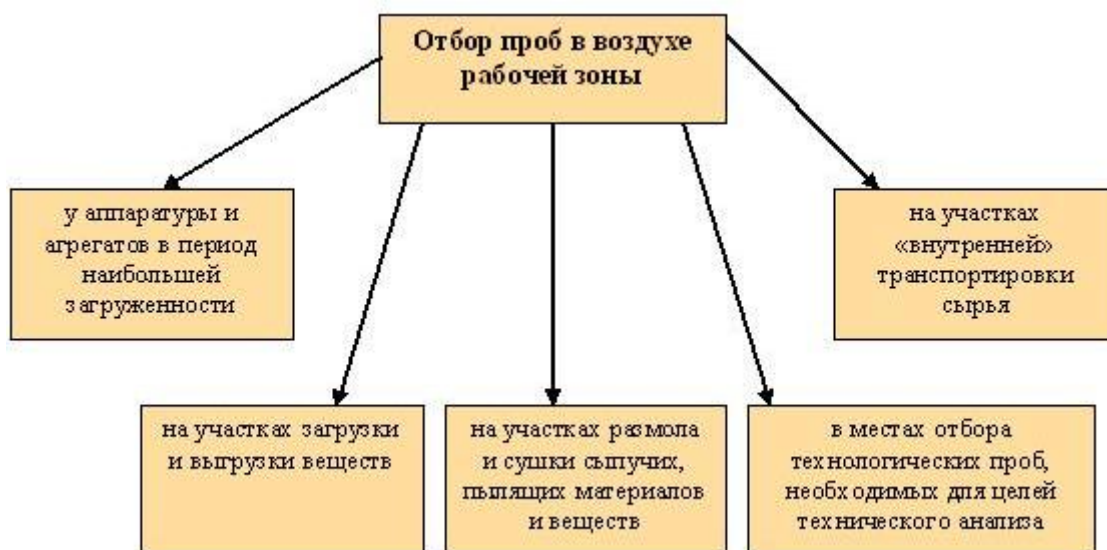 Отбор проб в воздухе
рабочей зоны
у аппаратуры и
агрегатов в период
наибольшей
загруженности
на участках
«внутренней»
транспортировки
сырья
на участках загрузки
и выгрузки веществ
на участках размола
и сушки сыпучих,
пылящих материалов
и веществ
в местах отбора
технологических проб,
необходимых для целей
технического анализа